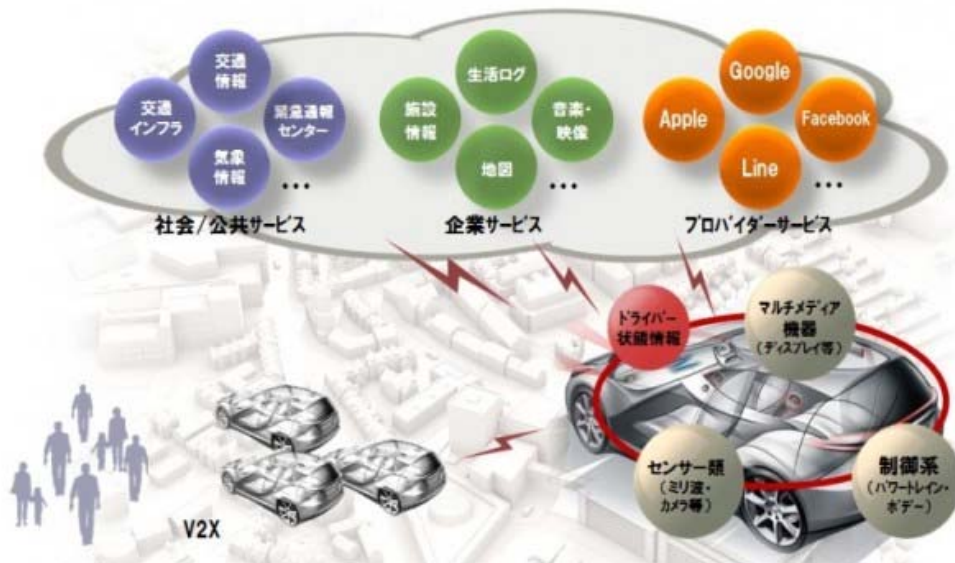 交通
情報
交通
インフラ
緊急通報
センター
気象
情報
...
社会/公共サービス
生活ログ
施設
情報
音楽・
映像
地図
...
企業サービス
Google
Apple
Facebook
Line
...
プロバイダーサービス
ドライバー
状態情報
マルチメディア
機器
(ディスプレイ等)
センサー類
(ミリ波・
カメラ等)
制御系
(パワートレイン・
ボデー)
V2X